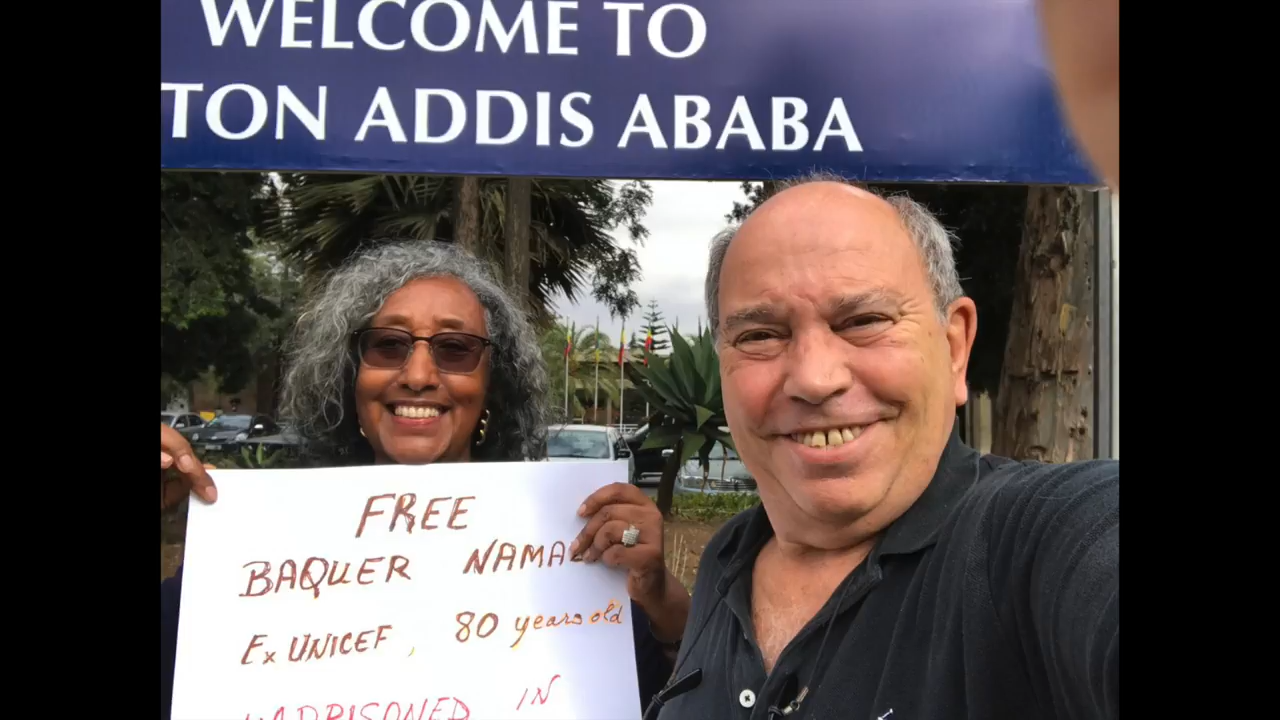 WELCOME TO
TON ADDIS ABABA
FREE
BAQUER NAMA
Ex UNICEF, 80 years old
IN